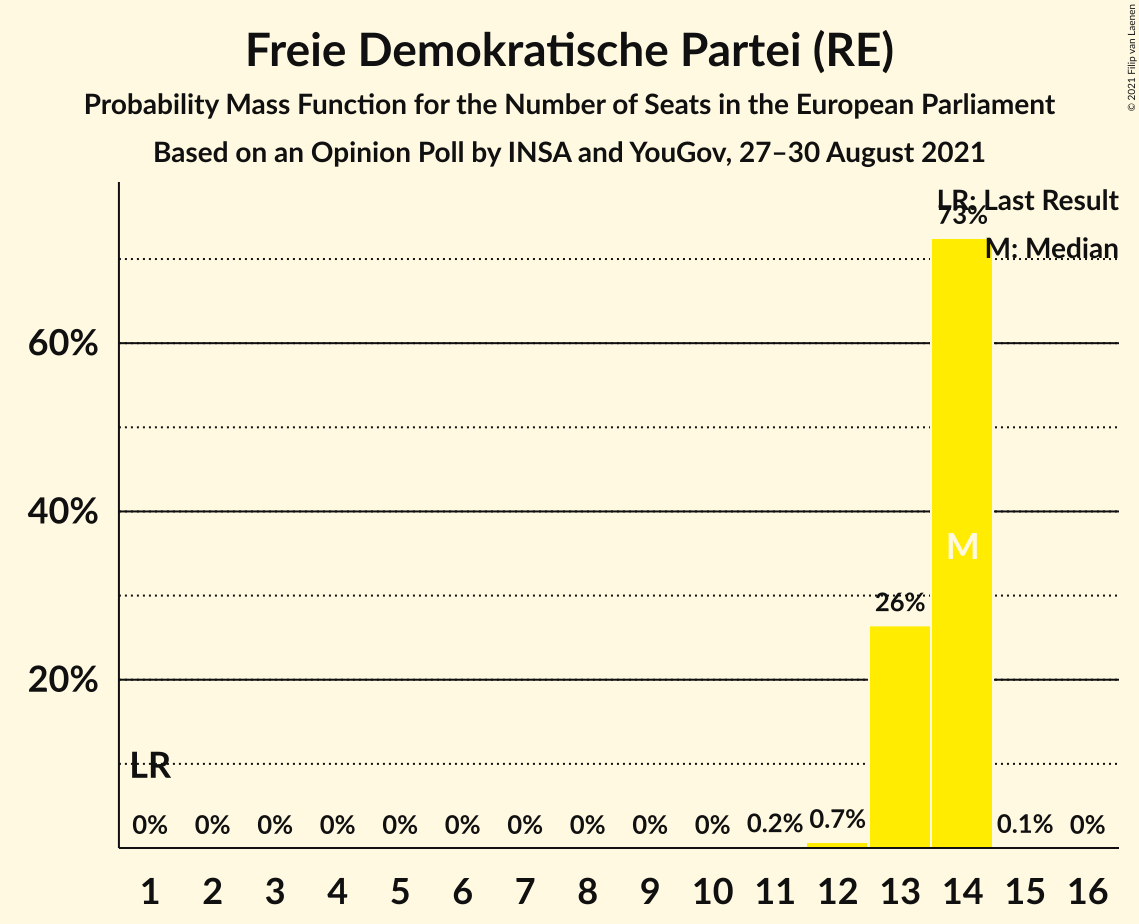 Freie Demokratische Partei (RE)
Probability Mass Function for the Number of Seats in the European Parliament
Based on an Opinion Poll by INSA and YouGov, 27–30 August 2021
© 2021 Filip van Laenen
LR: Last Result
M: Median
73%
60%
40%
20%
M
26%
LR
0% 0% 0% 0% 0% 0% 0% 0% 0% 0% 0.2% 0.7% 0.1% 0%
1 2 3 4 5 6 7 8 9 10 11 12 13 14 15 16